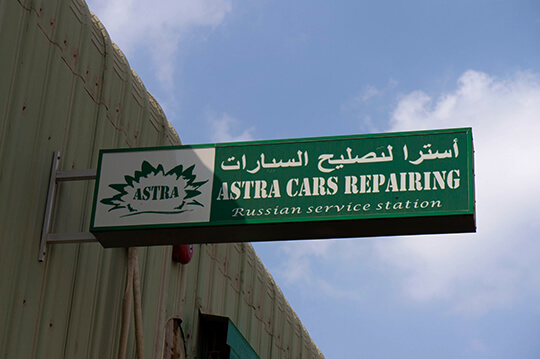 ASTRA
أسترا لتصليح السيارات
ASTRA CARS REPAIRING
Russian service station